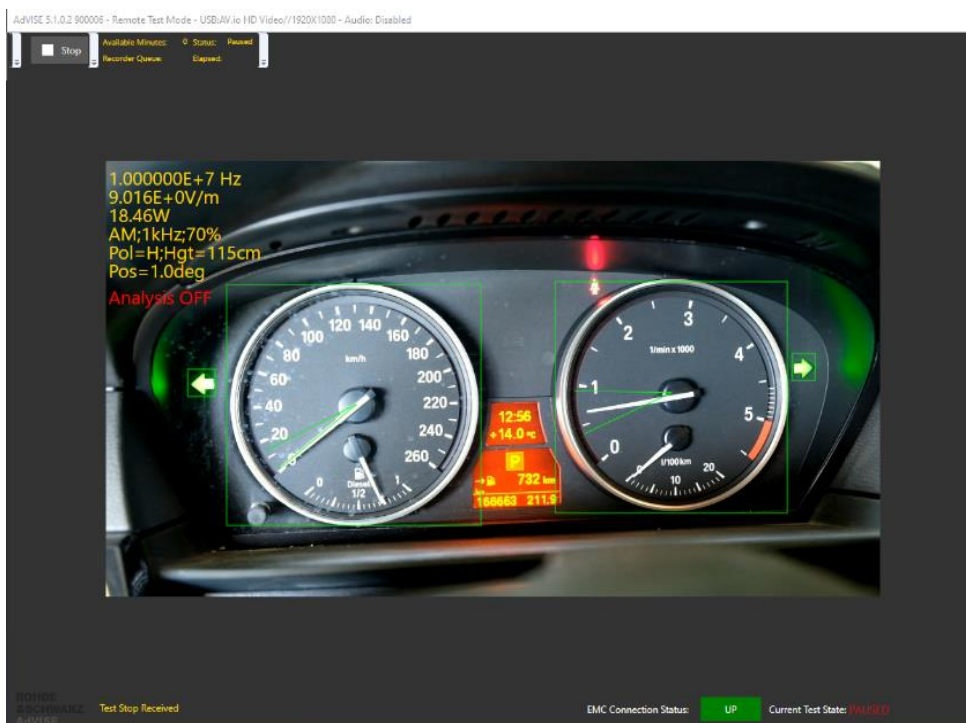 AdVISE 5.1.0.2 900006 - Remote Test Mode - USB:AV.io HD Video//1920X1080 - Audio: Disabled
Stop
Available Minutes: 0 Status: Paused
Recorder Queue: Elapsed:
1.000000E+7 Hz
9.016E+0V/m
18.46W
AM;1kHz;70%
Pol=H;Hgt=115cm
Pos=1.0deg
Analysis OFF
0
20
40
60
80
100
120
140
160
180
200
220
240
260
km/h
0
1/2
1
Diesel
12:56
+14.0 °C
P
732 km
166663 211.9
0
1
2
3
4
5
1/min x 1000
l/100km
0
10
20
ROHDE
&SCHWARZ
AdVISE
Test Stop Received
EMC Connection Status: UP
Current Test State: PAUSED